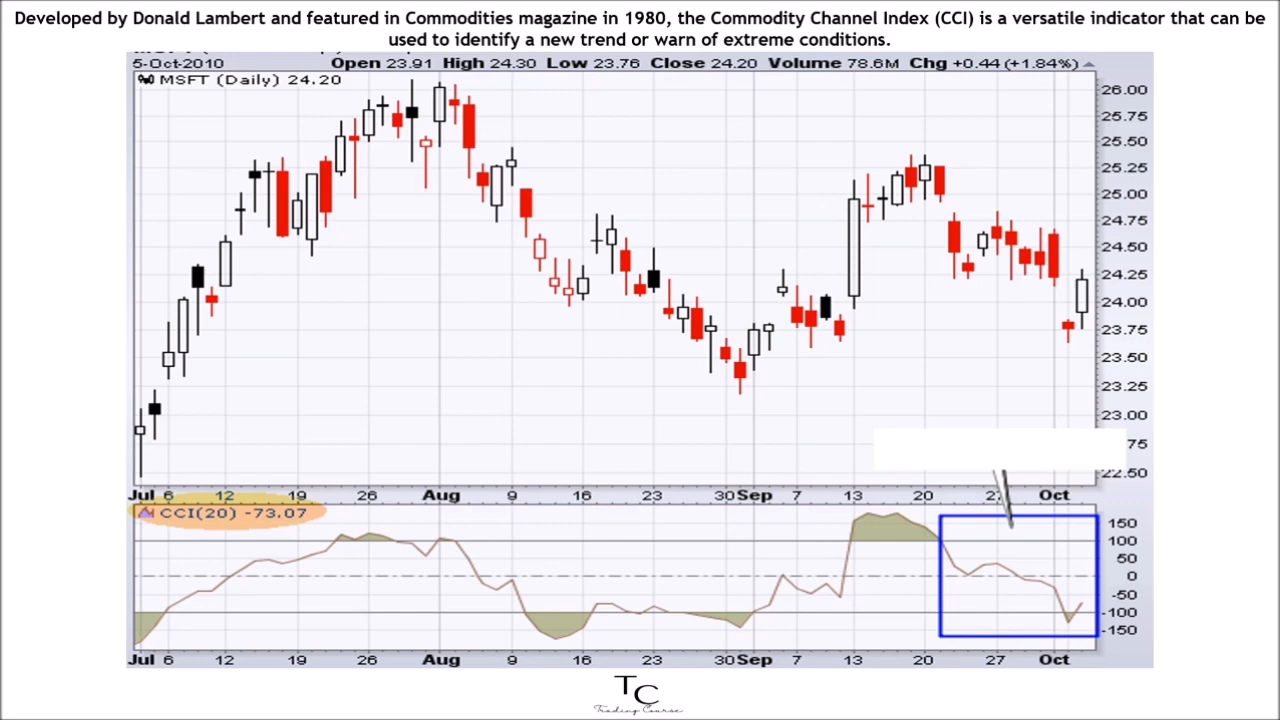 Developed by Donald Lambert and featured in Commodities magazine in 1980, the Commodity Channel Index (CCI) is a versatile indicator that can be
used to identify a new trend or warn of extreme conditions.
5-Oct-2010 Open 23.91 High 24.30 Low 23.76 Close 24.20 Volume 78.6M Chg +0.44 (+1.84%)
MSFT (Daily) 24.20
26.00
25.75
25.50
25.25
25.00
24.75
24.50
24.25
24.00
23.75
23.50
23.25
23.00
75
22.50
Jul 6 12 19 26 Aug 9 16 23 30 Sep 7 13 20 27 Oct
CCI(20) -73.07
150
100
50
0
-50
-100
-150
Jul 6 12 19 26 Aug 9 16 23 30 Sep 7 13 20 27 Oct
TC
Trading Course